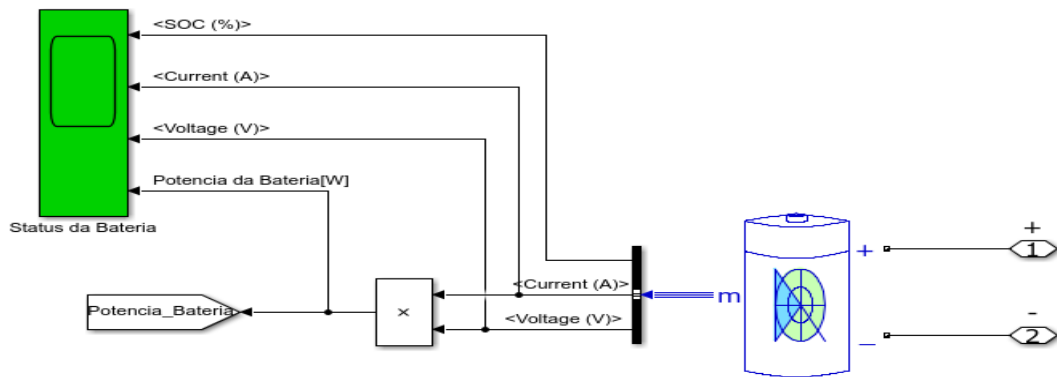 <SOC (%)>
<Current (A)>
<Voltage (V)>
Potencia da Bateria[W]
Status da Bateria
+
1
<Current (A)>
+
m
Potencia_Bateria
×
<Voltage (V)>
-
2
_